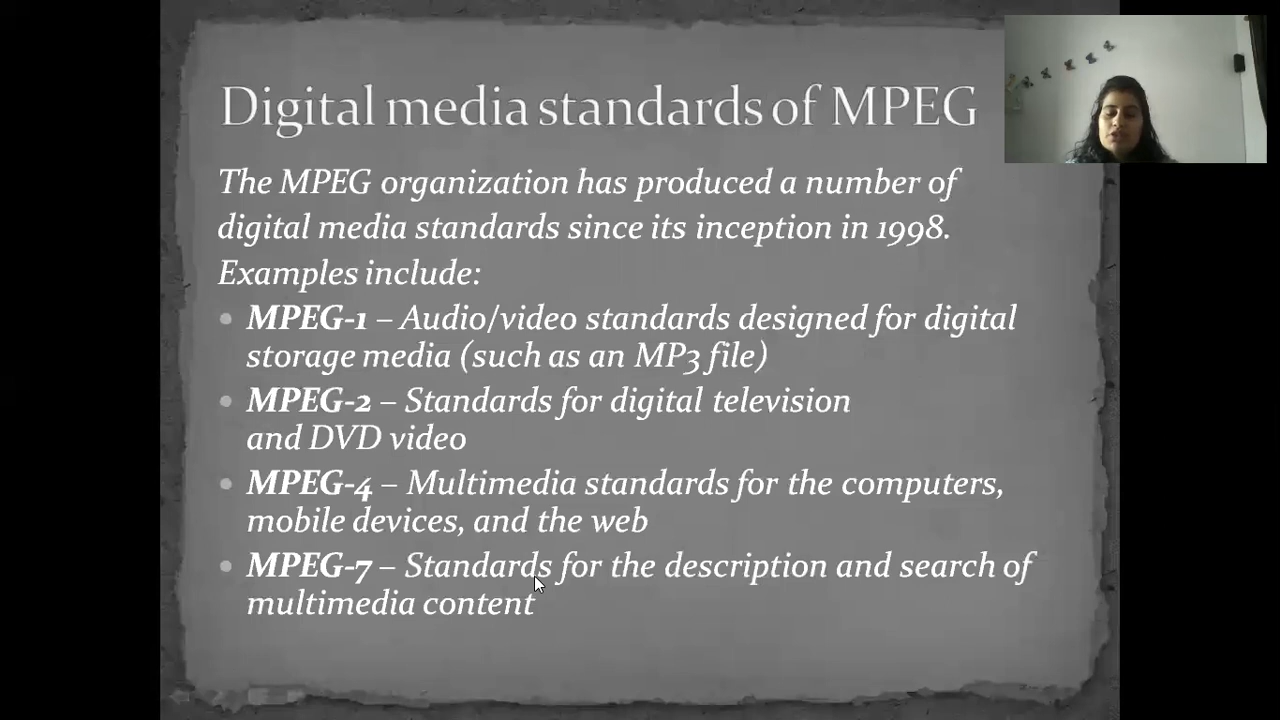 Digital media standards of MPEG
The MPEG organization has produced a number of
digital media standards since its inception in 1998.
Examples include:
• MPEG-1 – Audio/video standards designed for digital
storage media (such as an MP3 file)
• MPEG-2 – Standards for digital television
and DVD video
• MPEG-4 – Multimedia standards for the computers,
mobile devices, and the web
• MPEG-7 – Standards for the description and search of
multimedia content